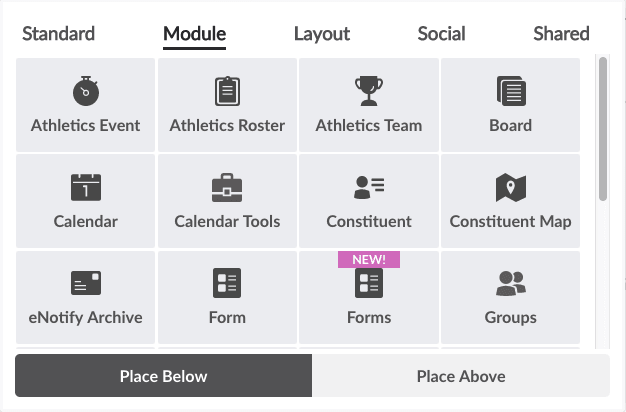 Standard Module Layout Social Shared
Athletics Event Athletics Roster Athletics Team Board
1
Calendar Calendar Tools Constituent Constituent Map
NEW!
eNotify Archive Form Forms Groups
Place Below Place Above